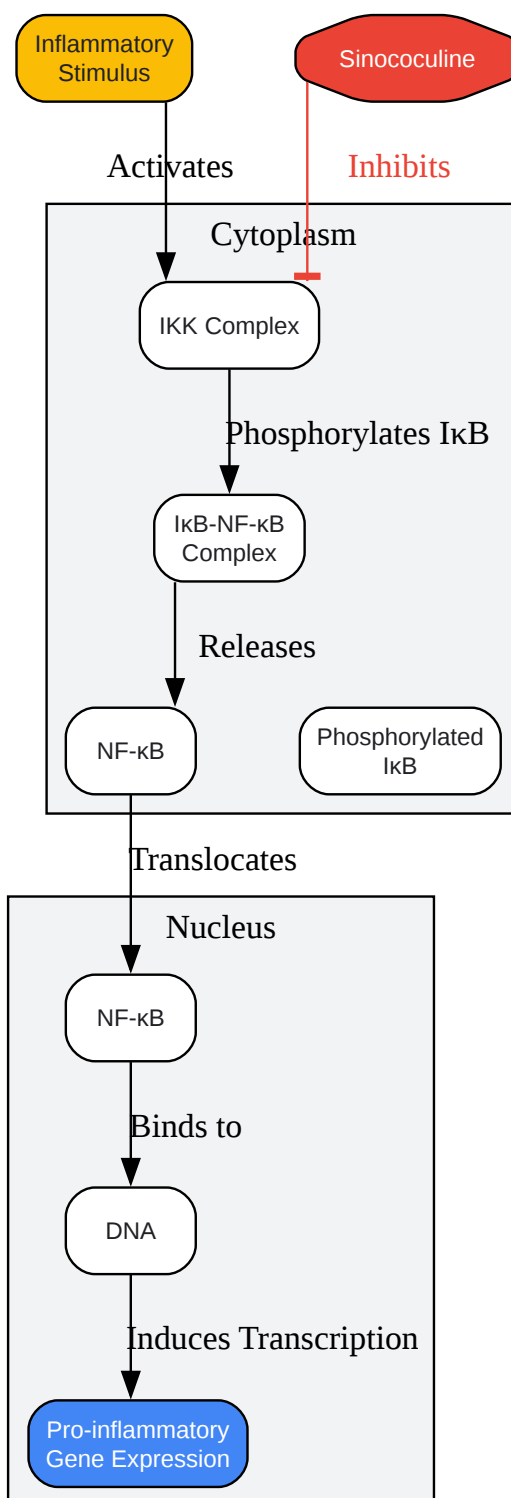 Inflammatory
Stimulus
Sinococuline
Activates
Inhibits
Cytoplasm
IKK Complex
Phosphorylates IκB
IκB-NF-κB
Complex
Releases
NF-κB
Phosphorylated
IκB
Translocates
Nucleus
NF-κB
Binds to
DNA
Induces Transcription
Pro-inflammatory
Gene Expression